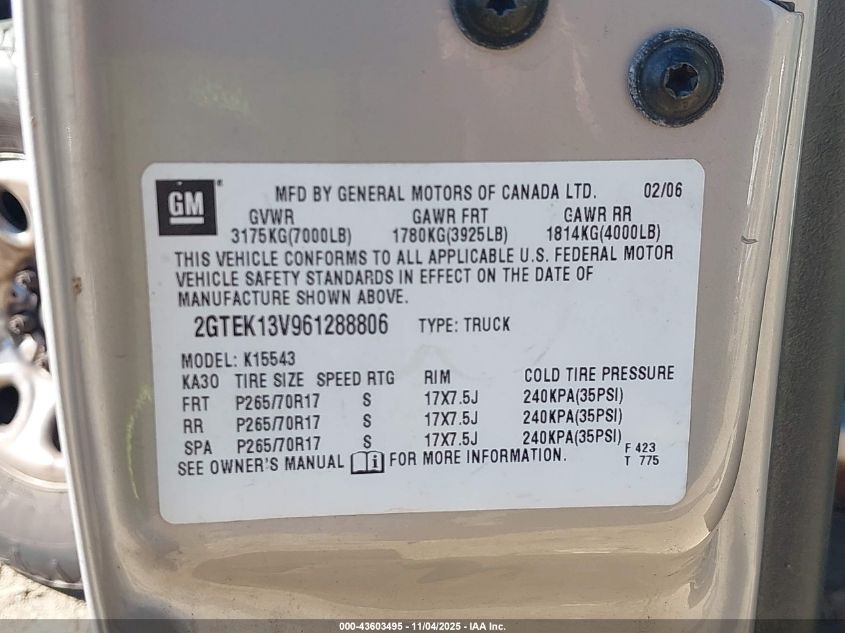 GM
MFD BY GENERAL MOTORS OF CANADA LTD. 02/06
GVWR GAWR FRT GAWR RR
3175KG(7000LB) 1780KG(3925LB) 1814KG(4000LB)
THIS VEHICLE CONFORMS TO ALL APPLICABLE U.S. FEDERAL MOTOR
VEHICLE SAFETY STANDARDS IN EFFECT ON THE DATE OF
MANUFACTURE SHOWN ABOVE.
2GTEK13V961288806 TYPE: TRUCK
MODEL: K15543
KA30 TIRE SIZE SPEED RTG RIM COLD TIRE PRESSURE
FRT P265/70R17 S 17X7.5J 240KPA(35PSI)
RR P265/70R17 S 17X7.5J 240KPA(35PSI)
SPA P265/70R17 S 17X7.5J 240KPA(35PSI)
SEE OWNER'S MANUAL i FOR MORE INFORMATION.
F 423
T 775
000-43603495 - 11/04/2025 - IAA Inc.